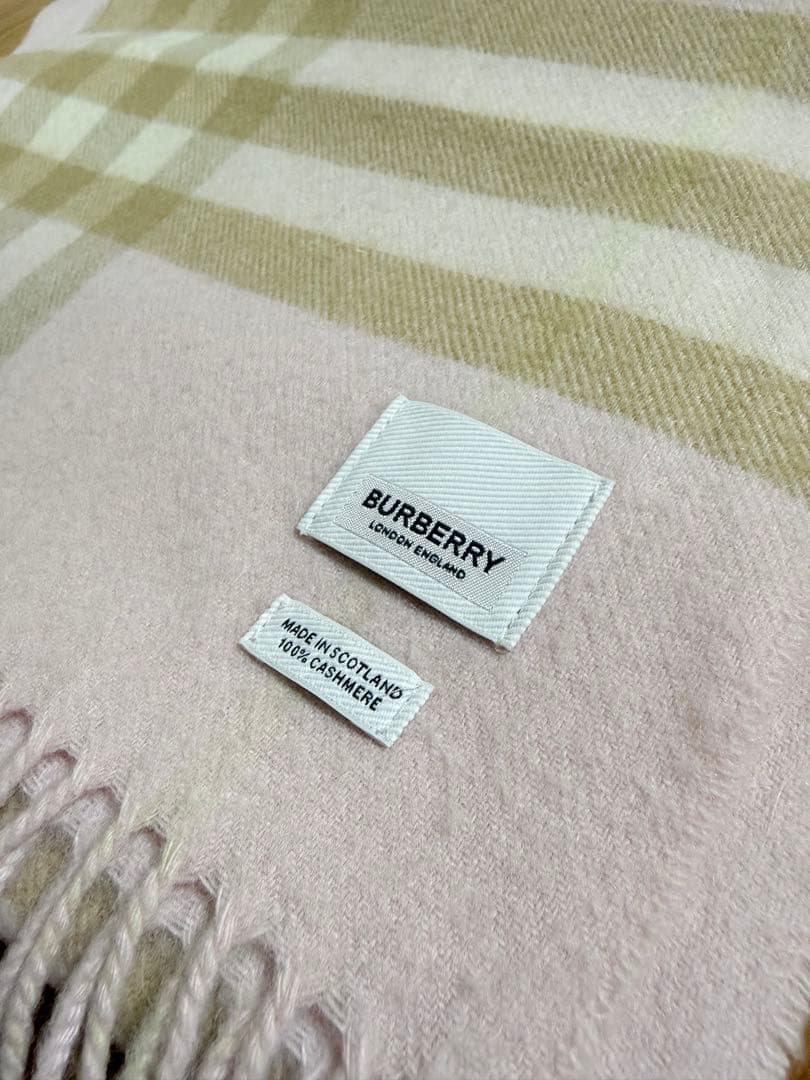 BURBERRY
LONDON ENGLAND
MADE IN SCOTLAND
100% CASHMERE